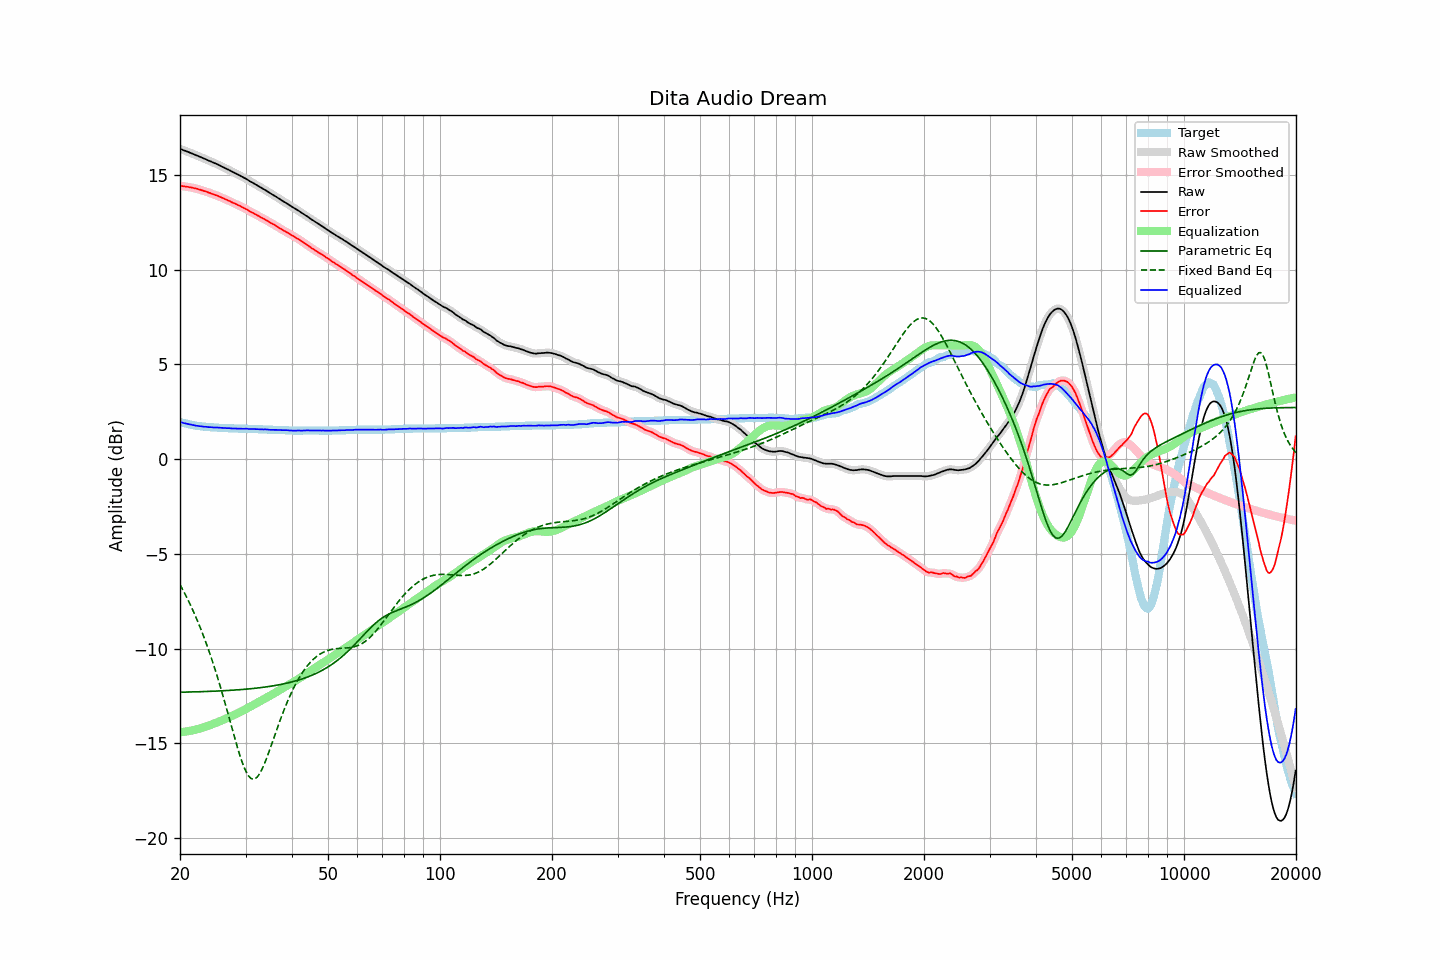 Dita Audio Dream
Target
Raw Smoothed
Error Smoothed
Raw
Error
Equalization
Parametric Eq
Fixed Band Eq
Equalized
Amplitude (dBr)
15
10
5
0
−5
−10
−15
−20
20 50 100 200 500 1000 2000 5000 10000 20000
Frequency (Hz)